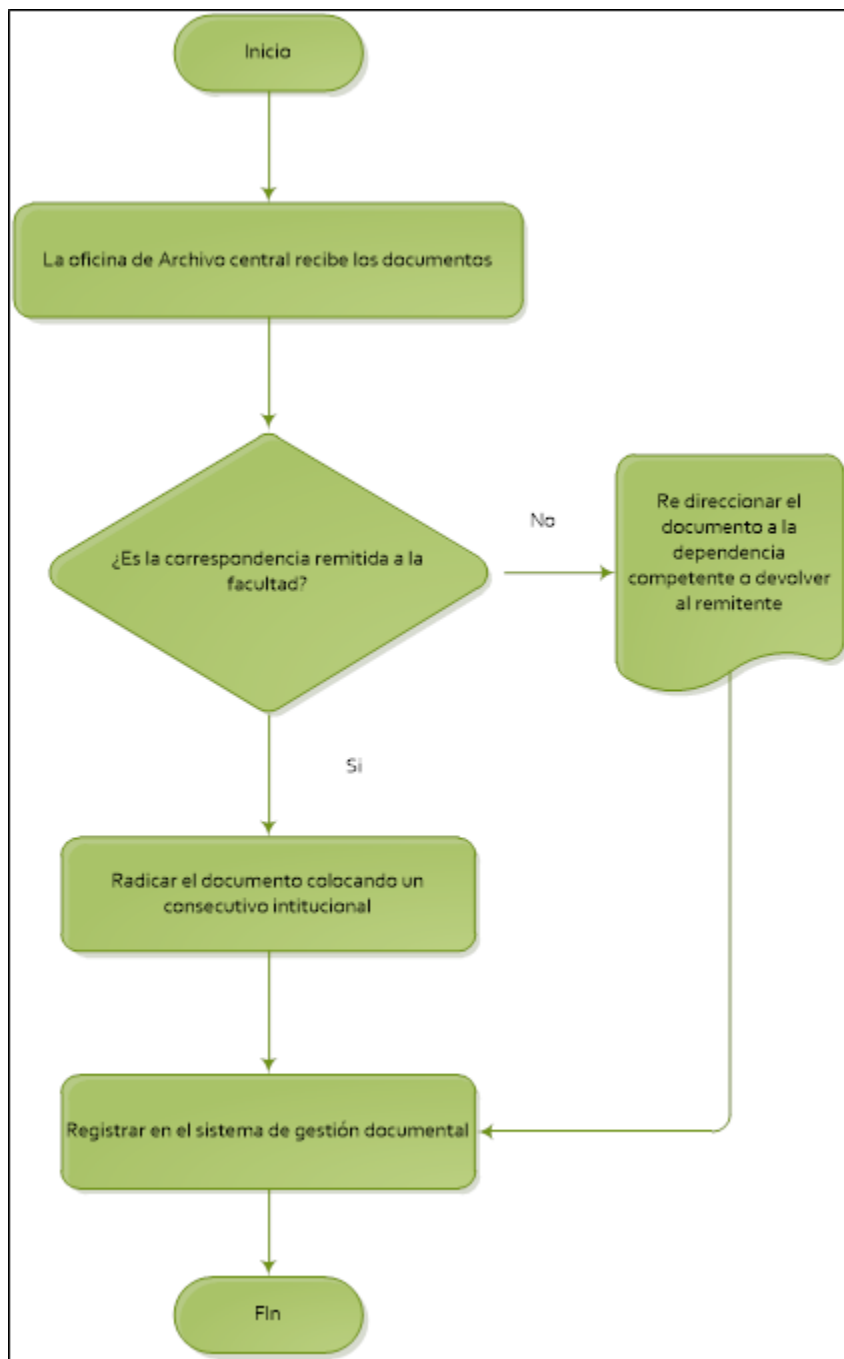 Inicio
La oficina de Archivo central recibe los documentos
¿Es la correspondencia remitida a la
facultad?
No
Re direccionar el
documento a la
dependencia
competente o devolver
al remitente
Si
Radicar el documento colocando un
consecutivo intitucional
Registrar en el sistema de gestión documental
FIn